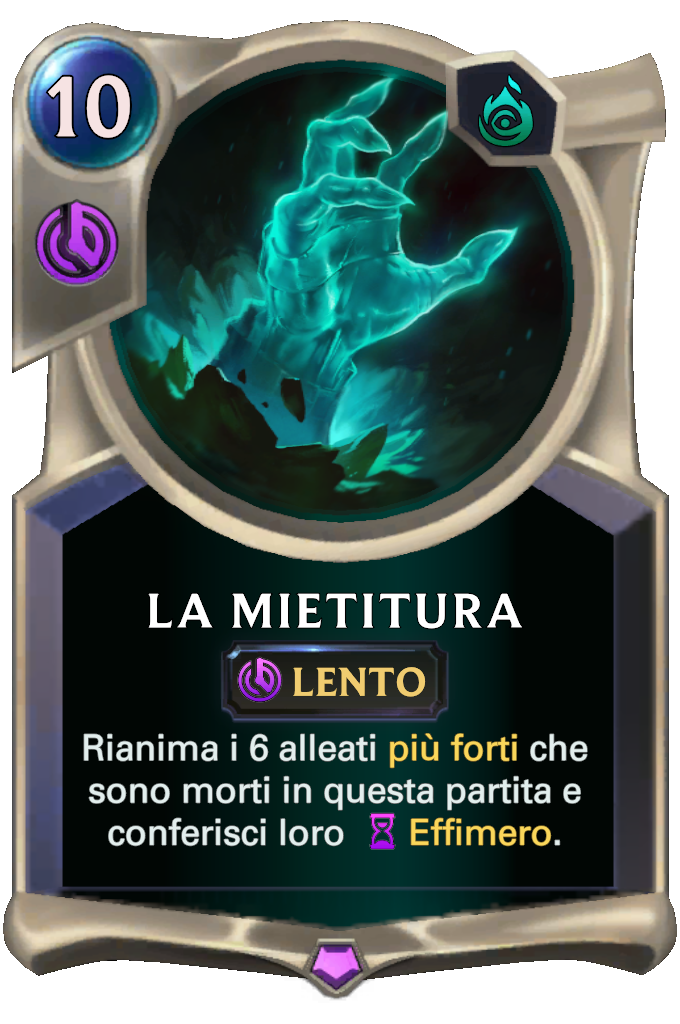 10
LA MIETITURA
LENTO
Rianima i 6 alleati più forti che
sono morti in questa partita e
conferisci loro Effimero.